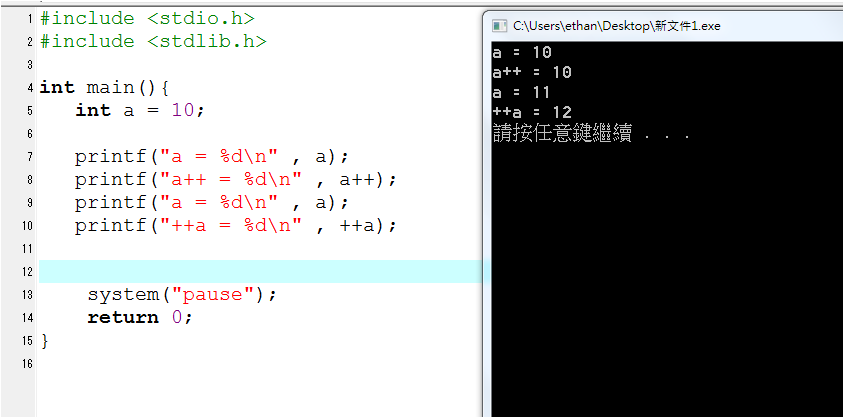 1 #include <stdio.h>
2 #include <stdlib.h>
3
4 int main(){
5 int a = 10;
6
7 printf("a = %d\n" , a);
8 printf("a++ = %d\n" , a++);
9 printf("a = %d\n" , a);
10 printf("++a = %d\n" , ++a);
11
12
13 system("pause");
14 return 0;
15 }
16
C:\Users\ethan\Desktop\新文件1.exe
a = 10
a++ = 10
a = 11
++a = 12
請按任意鍵繼續 . . .